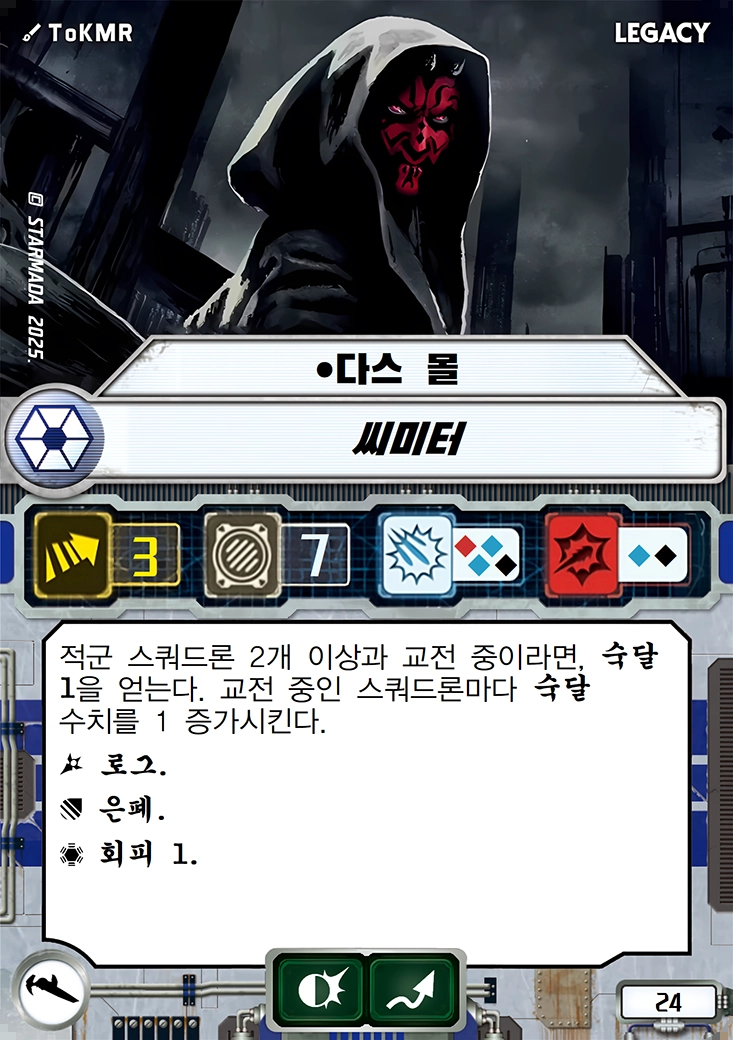 ToKMR
LEGACY
© STARMADA 2025.
•다스 몰
씨미터
3
7
적군 스쿼드론 2개 이상과 교전 중이라면, 숙달
1을 얻는다. 교전 중인 스쿼드론마다 숙달
수치를 1 증가시킨다.
로그.
은폐.
회피 1.
24